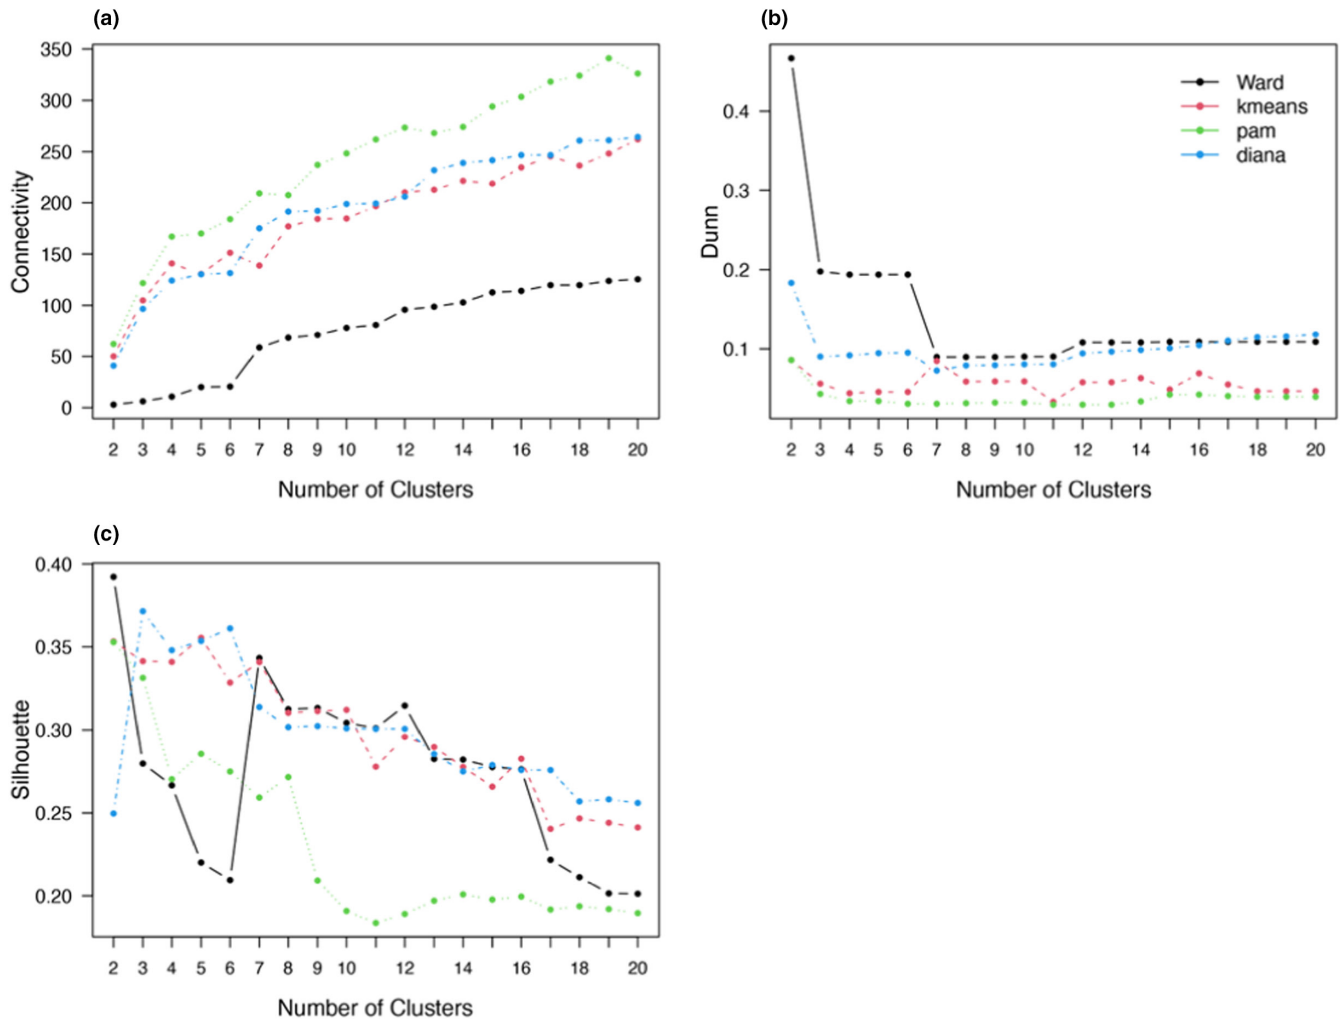 (a)
350
300
250
200
150
100
50
0
Connectivity
2 3 4 5 6 7 8 9 10 12 14 16 18 20
Number of Clusters
(b)
0.4
0.3
0.2
0.1
Dunn
Ward
kmeans
pam
diana
2 3 4 5 6 7 8 9 10 12 14 16 18 20
Number of Clusters
(c)
0.40
0.35
0.30
0.25
0.20
Silhouette
2 3 4 5 6 7 8 9 10 12 14 16 18 20
Number of Clusters